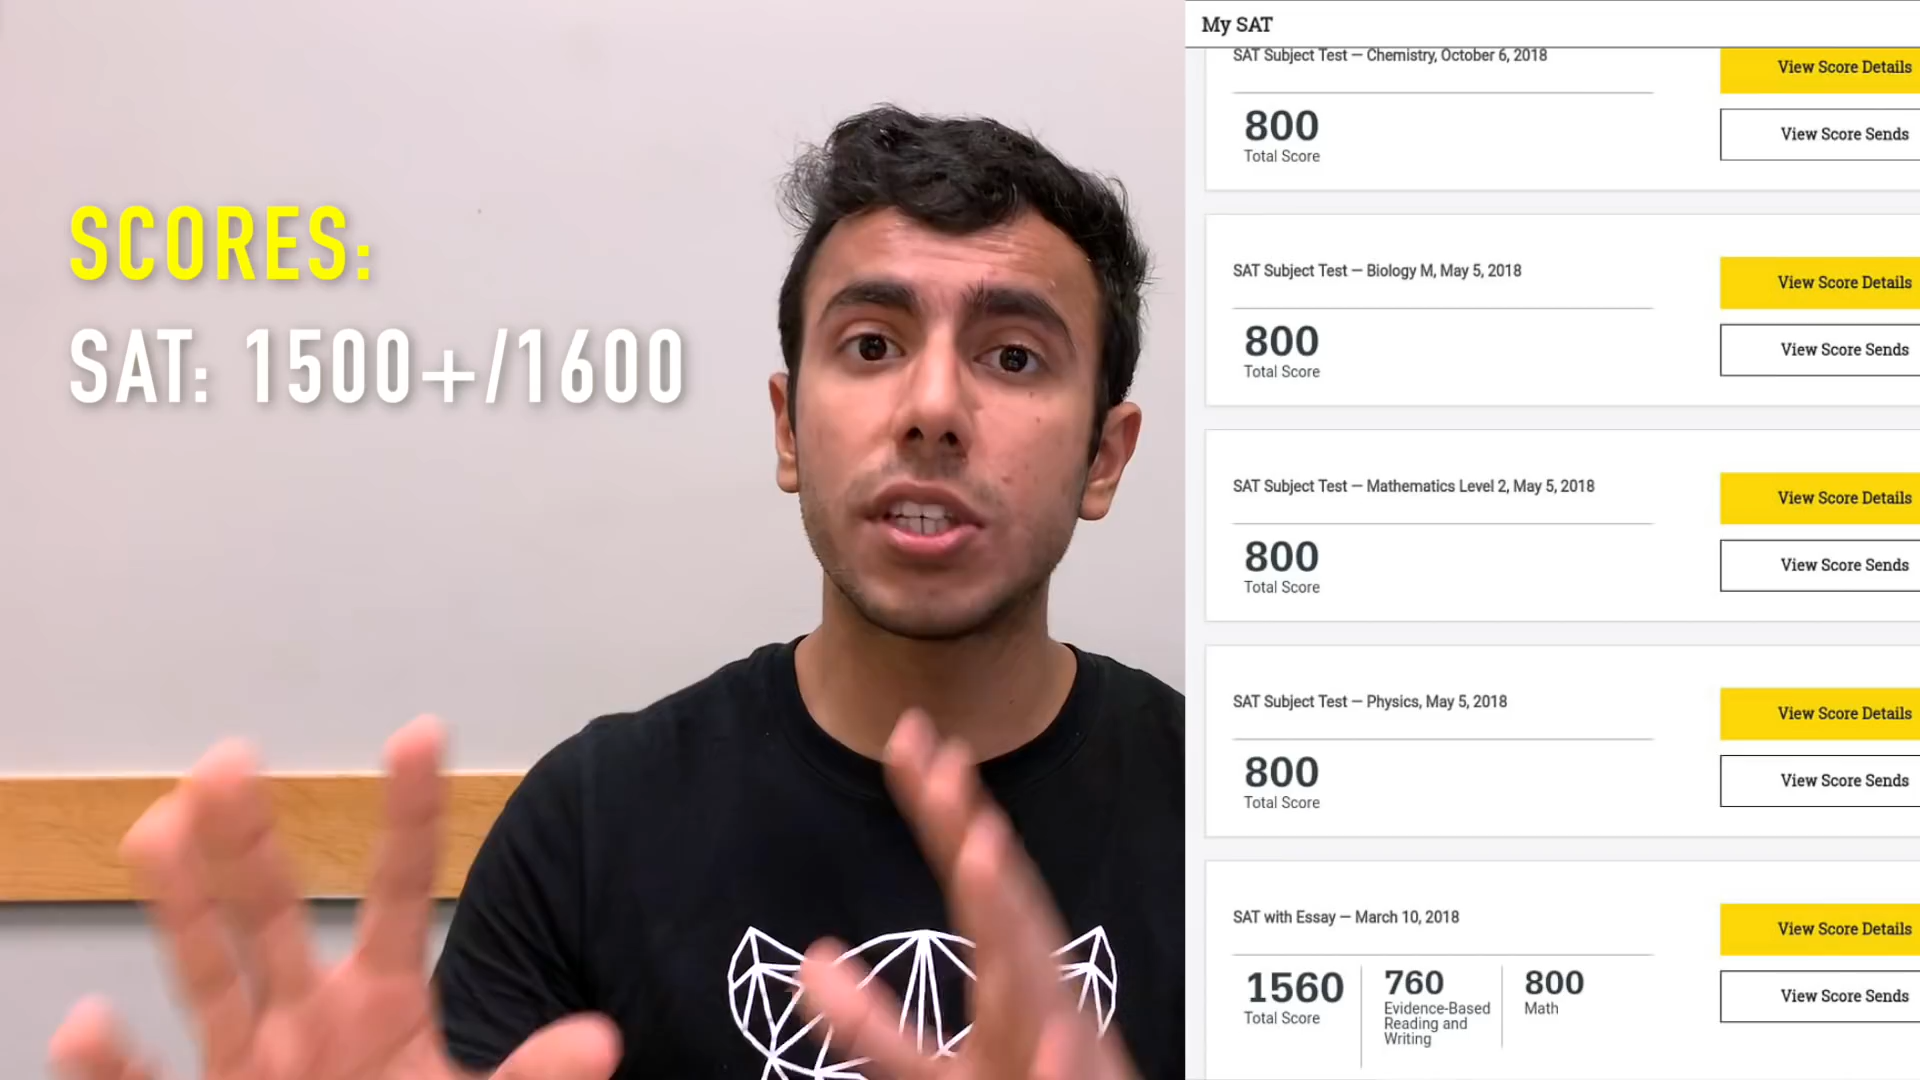 SCORES:
SAT: 1500+/1600
My SAT
SAT Subject Test — Chemistry, October 6, 2018
800
Total Score
View Score Details
View Score Sends
SAT Subject Test — Biology M, May 5, 2018
800
Total Score
View Score Details
View Score Sends
SAT Subject Test — Mathematics Level 2, May 5, 2018
800
Total Score
View Score Details
View Score Sends
SAT Subject Test — Physics, May 5, 2018
800
Total Score
View Score Details
View Score Sends
SAT with Essay — March 10, 2018
1560
Total Score
760
Evidence-Based
Reading and
Writing
800
Math
View Score Details
View Score Sends